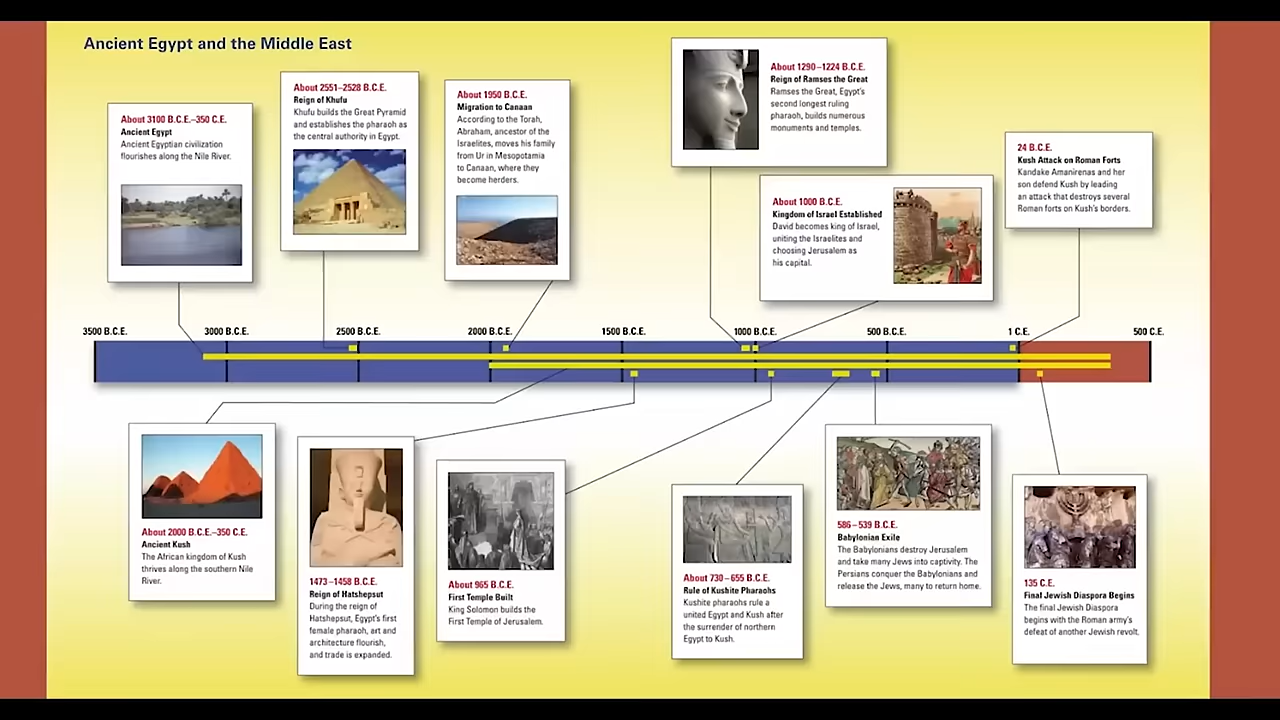 Ancient Egypt and the Middle East
About 3100 B.C.E.–350 C.E.
Ancient Egypt
Ancient Egyptian civilization
flourishes along the Nile River.
About 2551–2528 B.C.E.
Reign of Khufu
Khufu builds the Great Pyramid
and establishes the pharaoh as
the central authority in Egypt.
About 1950 B.C.E.
Migration to Canaan
According to the Torah,
Abraham, ancestor of the
Israelites, moves his family
from Ur in Mesopotamia
to Canaan, where they
become herders.
About 1290–1224 B.C.E.
Reign of Ramses the Great
Ramses the Great, Egypt's
second longest ruling
pharaoh, builds numerous
monuments and temples.
About 1000 B.C.E.
Kingdom of Israel Established
David becomes king of Israel,
uniting the Israelites and
choosing Jerusalem as
his capital.
24 B.C.E.
Kush Attack on Roman Forts
Kandake Amanirenas and her
son defend Kush by leading
an attack that destroys several
Roman forts on Kush's borders.
3500 B.C.E. 3000 B.C.E. 2500 B.C.E. 2000 B.C.E. 1500 B.C.E. 1000 B.C.E. 500 B.C.E. 1 C.E. 500 C.E.
About 2000 B.C.E.–350 C.E.
Ancient Kush
The African kingdom of Kush
thrives along the southern Nile
River.
1473–1458 B.C.E.
Reign of Hatshepsut
During the reign of
Hatshepsut, Egypt's first
female pharaoh, art and
architecture flourish,
and trade is expanded.
About 965 B.C.E.
First Temple Built
King Solomon builds the
First Temple of Jerusalem.
About 730–655 B.C.E.
Rule of Kushite Pharaohs
Kushite pharaohs rule a
united Egypt and Kush after
the surrender of northern
Egypt to Kush.
586–539 B.C.E.
Babylonian Exile
The Babylonians destroy Jerusalem
and take many Jews into captivity. The
Persians conquer the Babylonians and
release the Jews, many to return home.
135 C.E.
Final Jewish Diaspora Begins
The final Jewish Diaspora
begins with the Roman army's
defeat of another Jewish revolt.